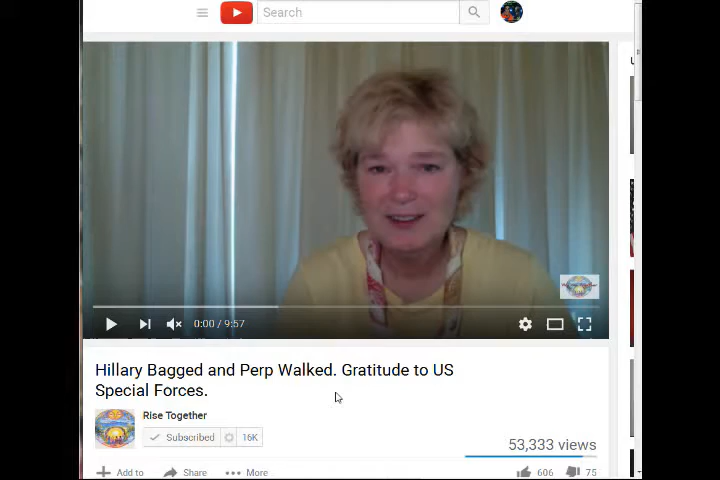 Search
0:00 / 9:57
Hillary Bagged and Perp Walked. Gratitude to US
Special Forces.
Rise Together
Subscribed 16K
53,333 views
Add to Share More 606 75